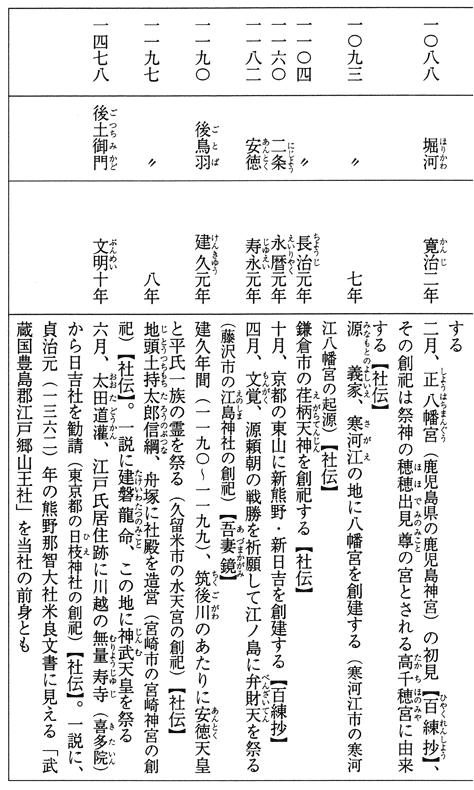 する
一〇八八 堀河 寛治二年 二月、正八幡宮（鹿児島県の鹿児島神宮）の初見【百練抄】、
その創祀は祭神の穂穂出見尊の宮とされる高千穂宮に由来
する【社伝】
一〇九三 〃 七年 源義家、寒河江の地に八幡宮を創建する（寒河江市の寒河
江八幡宮の起源）【社伝】
一一〇四 〃 長治元年 鎌倉市の荏柄天神を創祀する【社伝】
一一六〇 二条 永暦元年 十月、京都の東山に新熊野・新日吉を創建する【百練抄】
一一八二 安徳 寿永元年 四月、文覚、源頼朝の戦勝を祈願して江ノ島に弁財天を祭る
（藤沢市の江島神社の創祀）【吾妻鏡】
一一九〇 後鳥羽 建久元年 建久年間（一一九〇～一一九九）、筑後川のあたりに安徳天皇
と平氏一族の霊を祭る（久留米市の水天宮の創祀）【社伝】
一一九七 〃 八年 地頭土持太郎信綱、舟塚に社殿を造営（宮崎市の宮崎神宮の創
祀）【社伝】。一説に建磐龍命、この地に神武天皇を祭る
一四七八 後土御門 文明十年 六月、太田道灌、江戸氏居住跡に川越の無量寿寺（喜多院）
から日吉社を勧請（東京都の日枝神社の創祀）【社伝】。一説に、
貞治元（一三六二）年の熊野那智大社米良文書に見える「武
蔵国豊島郡江戸郷山王社」を当社の前身とも